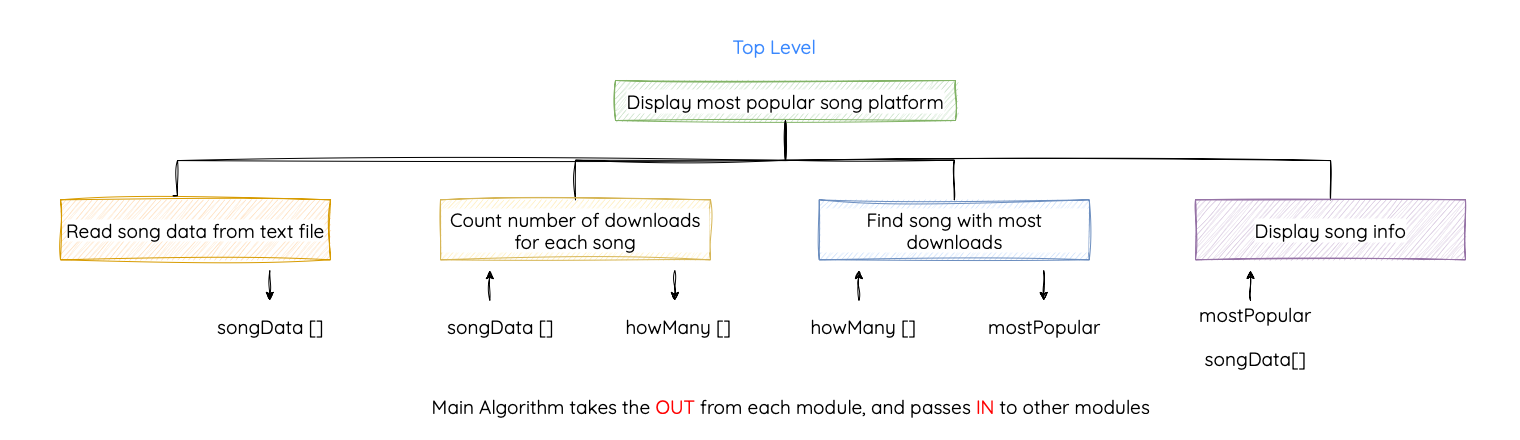 Top Level
Display most popular song platform
Read song data from text file
Count number of downloads
for each song
Find song with most
downloads
Display song info
songData []
songData []
howMany []
howMany []
mostPopular
mostPopular
songData[]
Main Algorithm takes the OUT from each module, and passes IN to other modules